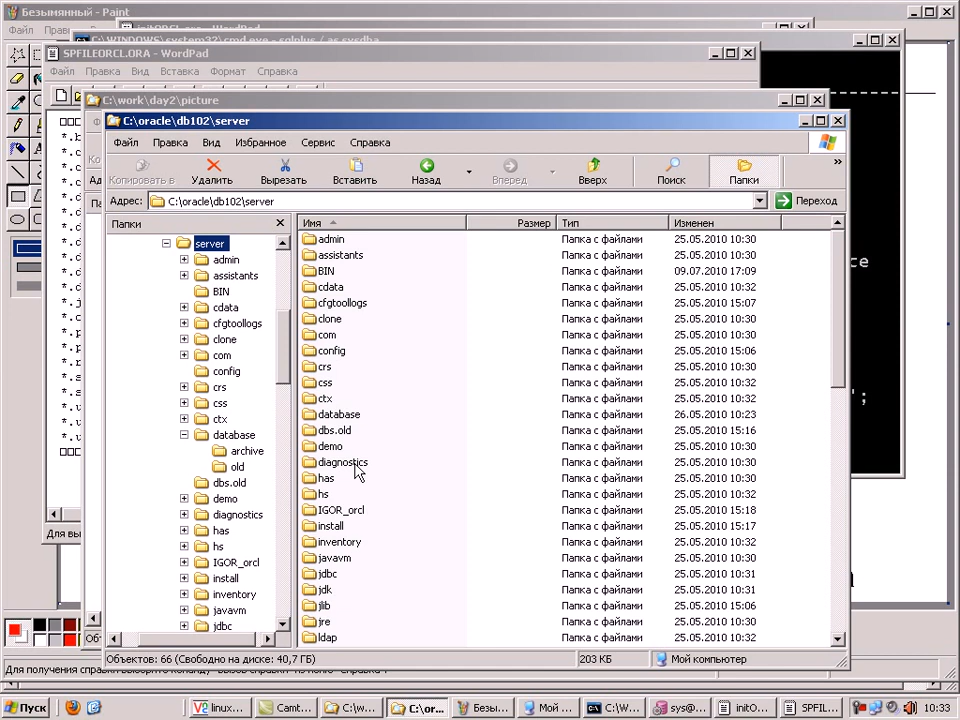 Безымянный - Paint
initORCL.ora - WordPad
C:\WINDOWS\system32\cmd.exe - sqlplus / as sysdba
SPFILEORCL.ORA - WordPad
Файл Правка Вид Вставка Формат Справка
C:\work\day2\picture
C:\oracle\db102\server
Файл Правка Вид Избранное Сервис Справка
Копировать в Удалить Вырезать Вставить Назад Вперед Вверх Поиск Папки
Адрес: C:\oracle\db102\server Переход
Папки
server
admin
assistants
BIN
cdata
cfgtoollogs
clone
com
config
crs
css
ctx
database
archive
old
dbs.old
demo
diagnostics
has
hs
IGOR_orcl
install
inventory
javavm
jdbc
Имя Размер Тип Изменен
admin Папка с файлами 25.05.2010 10:30
assistants Папка с файлами 25.05.2010 10:30
BIN Папка с файлами 09.07.2010 17:09
cdata Папка с файлами 25.05.2010 10:32
cfgtoollogs Папка с файлами 25.05.2010 15:07
clone Папка с файлами 25.05.2010 10:30
com Папка с файлами 25.05.2010 10:30
config Папка с файлами 25.05.2010 15:06
crs Папка с файлами 25.05.2010 10:30
css Папка с файлами 25.05.2010 10:32
ctx Папка с файлами 25.05.2010 10:32
database Папка с файлами 26.05.2010 10:23
dbs.old Папка с файлами 25.05.2010 15:16
demo Папка с файлами 25.05.2010 10:30
diagnostics Папка с файлами 25.05.2010 10:30
has Папка с файлами 25.05.2010 10:30
hs Папка с файлами 25.05.2010 10:32
IGOR_orcl Папка с файлами 25.05.2010 15:18
install Папка с файлами 25.05.2010 15:17
inventory Папка с файлами 25.05.2010 10:32
javavm Папка с файлами 25.05.2010 10:30
jdbc Папка с файлами 25.05.2010 10:31
jdk Папка с файлами 25.05.2010 10:31
jlib Папка с файлами 25.05.2010 15:06
jre Папка с файлами 25.05.2010 10:30
ldap Папка с файлами 25.05.2010 10:32
Объектов: 66 (Свободно на диске: 40,7 ГБ) 203 КБ Мой компьютер
Пуск linux... Camt... C:\w... C:\or... Безы... Мой ... C:\W... sys@... initO... SPFIL... 10:33